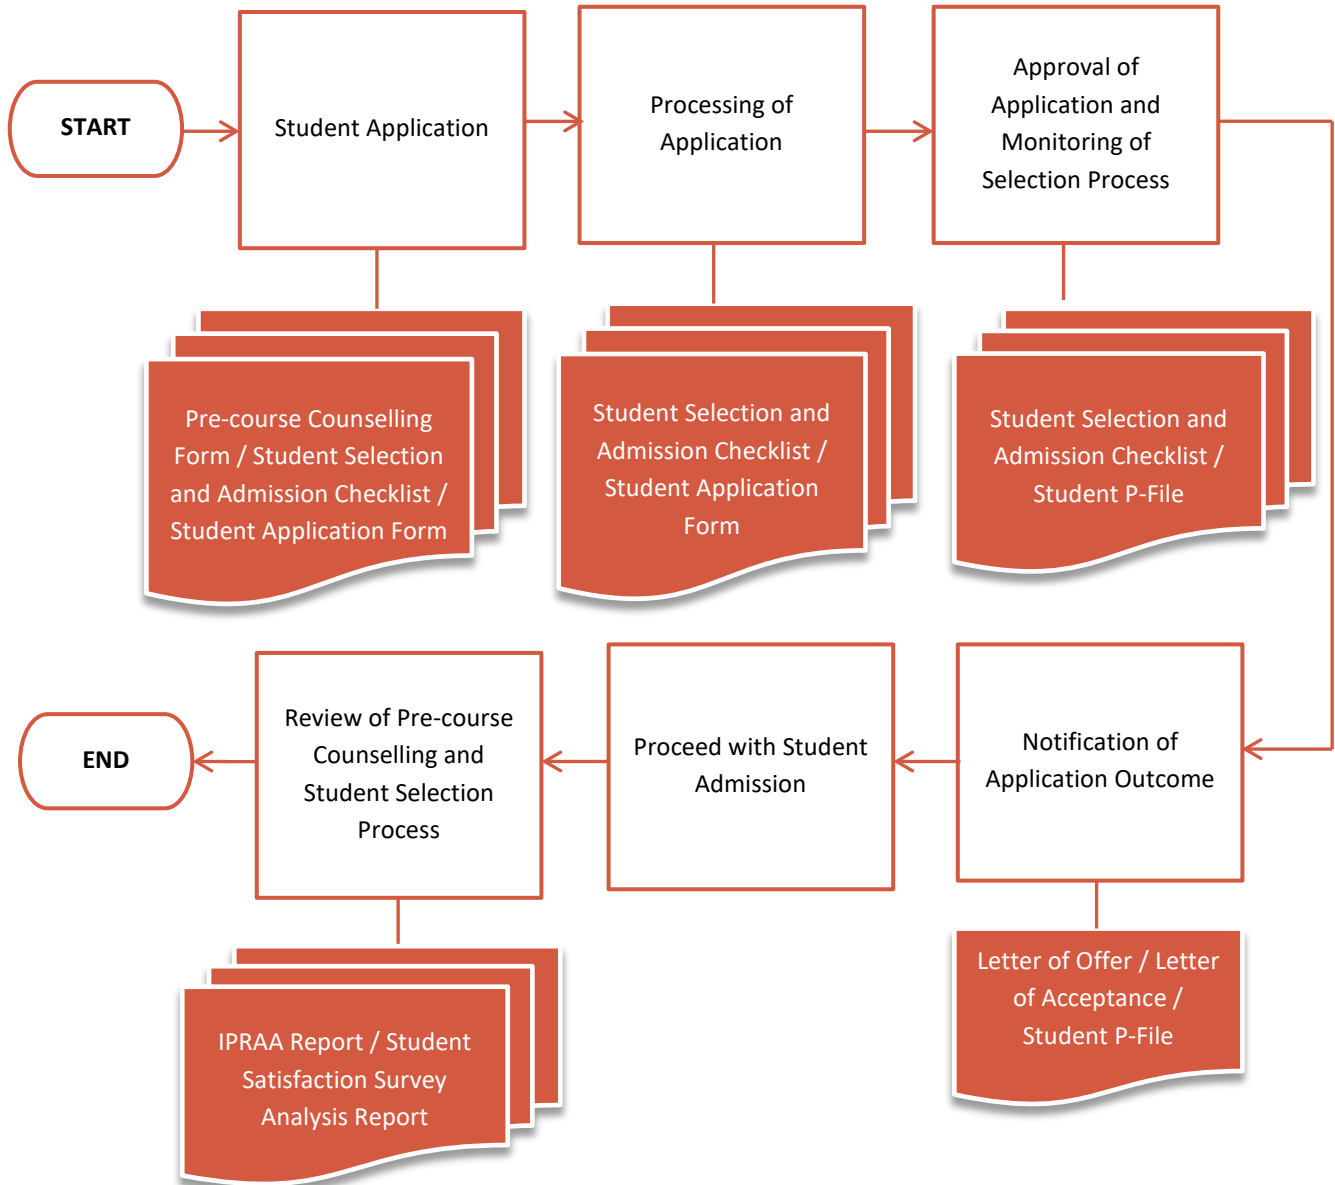 START
Student Application
Processing of
Application
Approval of
Application and
Monitoring of
Selection Process
Pre-course Counselling
Form / Student Selection
and Admission Checklist /
Student Application Form
Student Selection and
Admission Checklist /
Student Application
Form
Student Selection and
Admission Checklist /
Student P-File
END
Review of Pre-course
Counselling and
Student Selection
Process
Proceed with Student
Admission
Notification of
Application Outcome
IPRAA Report / Student
Satisfaction Survey
Analysis Report
Letter of Offer / Letter
of Acceptance /
Student P-File